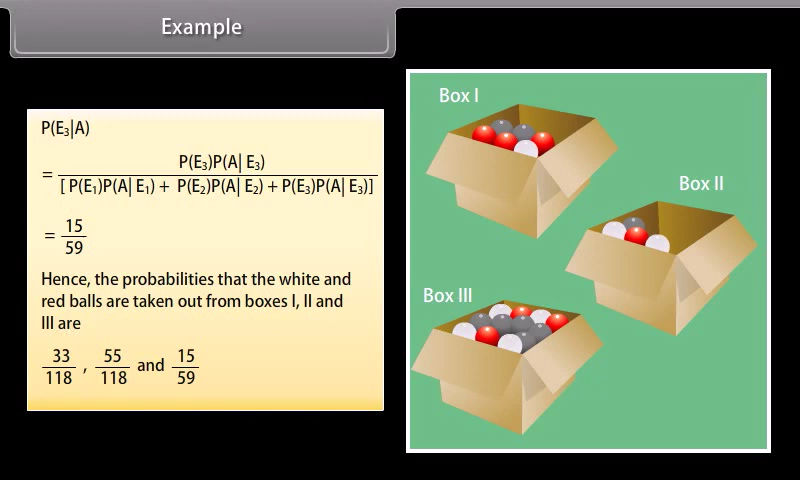 Example
P(E₃|A)
= P(E₃)P(A| E₃) / [ P(E₁)P(A| E₁) + P(E₂)P(A| E₂) + P(E₃)P(A| E₃)]
= 15/59
Hence, the probabilities that the white and
red balls are taken out from boxes I, II and
III are
33/118 , 55/118 and 15/59
Box I
Box II
Box III